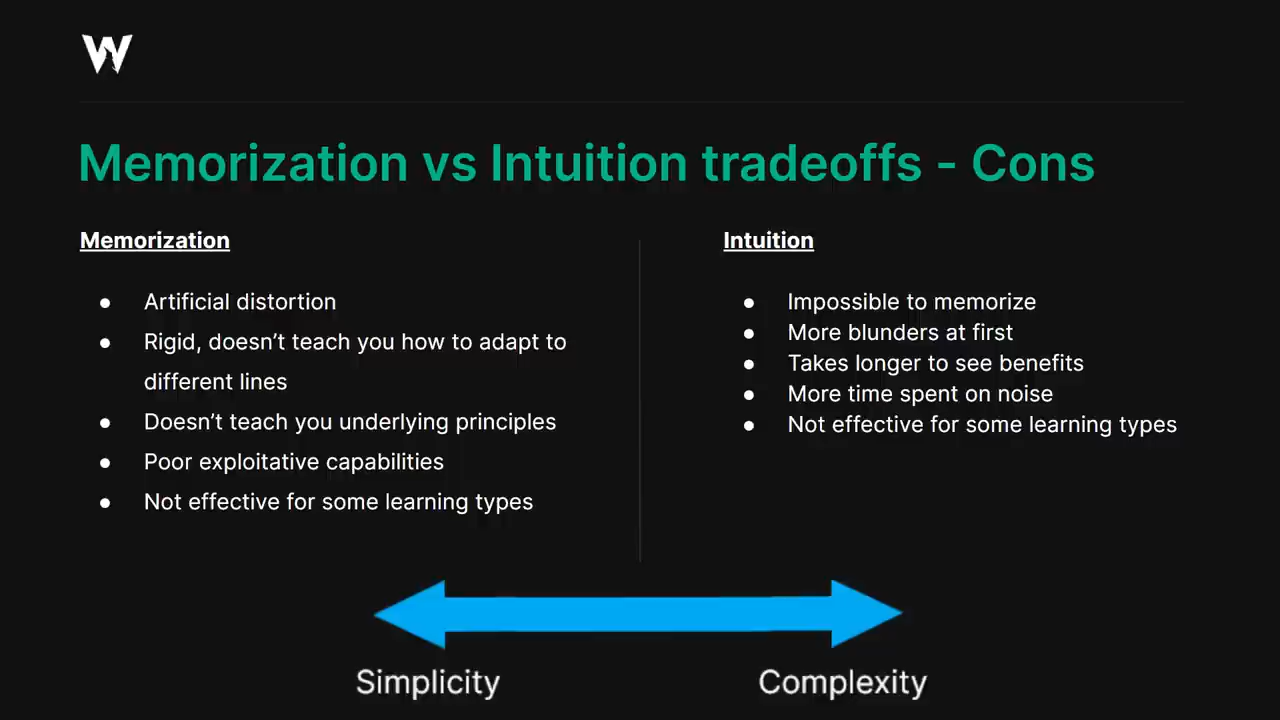 W
Memorization vs Intuition tradeoffs - Cons
Memorization
● Artificial distortion
● Rigid, doesn’t teach you how to adapt to
different lines
● Doesn’t teach you underlying principles
● Poor exploitative capabilities
● Not effective for some learning types
Intuition
● Impossible to memorize
● More blunders at first
● Takes longer to see benefits
● More time spent on noise
● Not effective for some learning types
Simplicity
Complexity